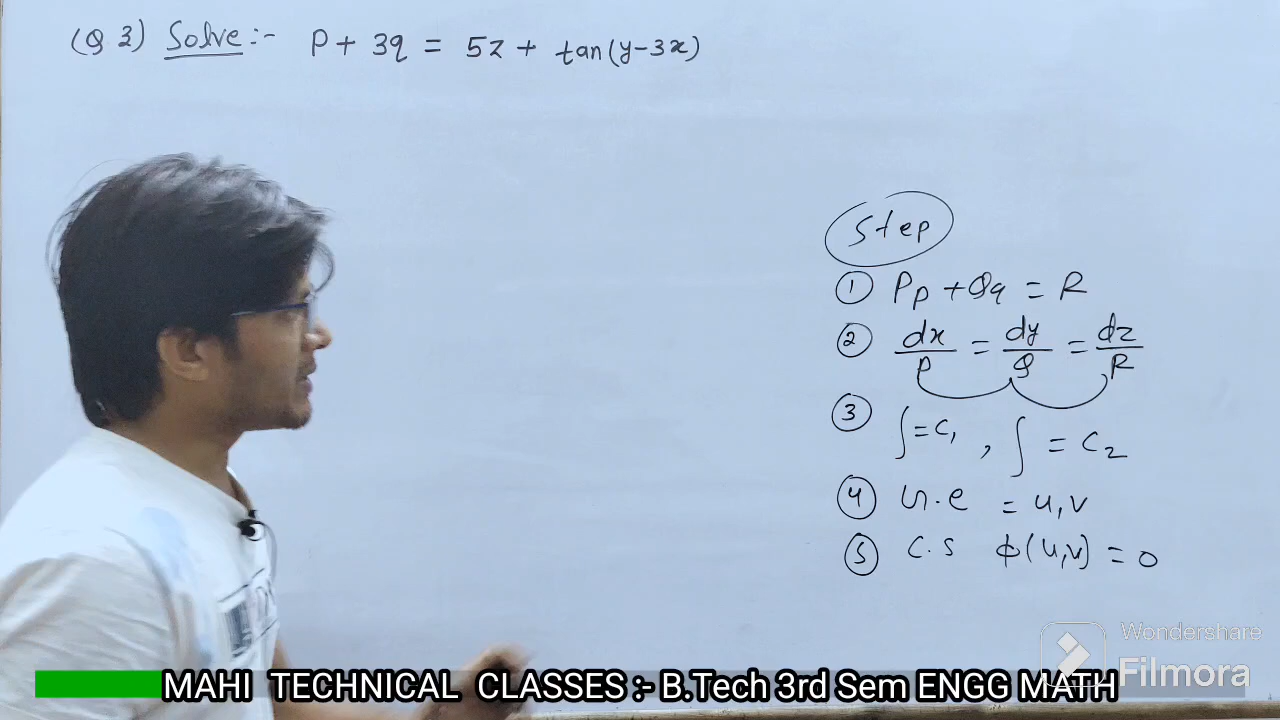 (Q 3) Solve :- p + 3q = 5z + tan(y-3x)
Step
① Pp + Qq = R
② dx/P = dy/Q = dz/R
③ ∫ = C₁ , ∫ = C₂
④ = u, v
⑤ C.S φ(u,v) = 0
Wondershare
Filmora
MAHI TECHNICAL CLASSES :- B.Tech 3rd Sem ENGG MATH